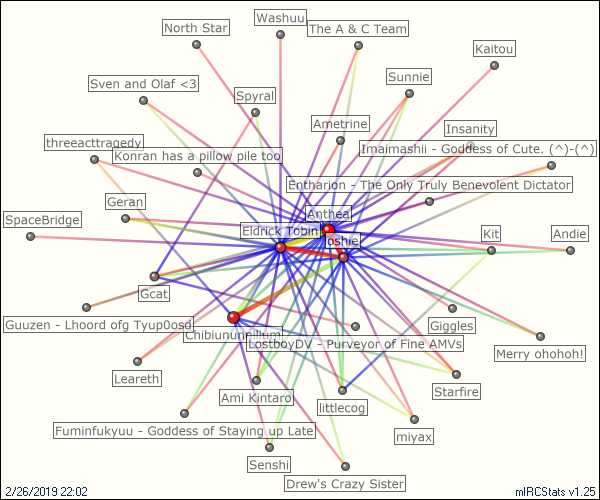 Washuu
North Star
The A & C Team
Kaitou
Sunnie
Sven and Olaf <3
Spyral
Ametrine
Insanity
threeacttragedy
Imaimashii - Goddess of Cute. (^)-(^)
Konran has a pillow pile too
Entharion - The Only Truly Benevolent Dictator
Geran
Anthea
SpaceBridge
Eldrick Tobin
oshie
Kit
Andie
Gcat
Guuzen - Lhoord ofg Tyup0osd
Giggles
Chibiununnilium
LostboyDV - Purveyor of Fine AMVs
Merry ohohoh!
Leareth
Starfire
Ami Kintaro
littlecog
Fuminfukyuu - Goddess of Staying up Late
miyax
Senshi
Drew's Crazy Sister
2/26/2019 22:02
mIRCStats v1.25